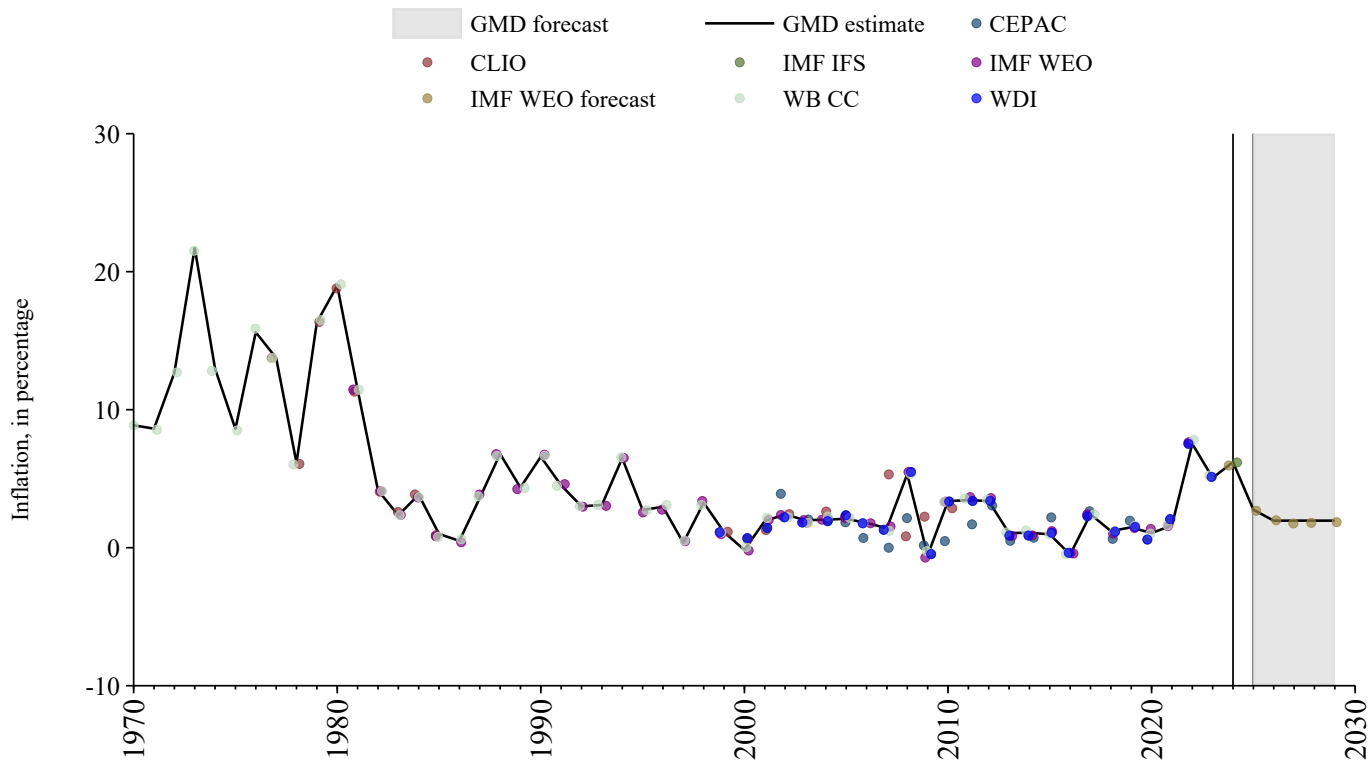 GMD forecast GMD estimate CEPAC
CLIO IMF IFS IMF WEO
IMF WEO forecast WB CC WDI
Inflation, in percentage
30
20
10
0
-10
1970 1980 1990 2000 2010 2020 2030